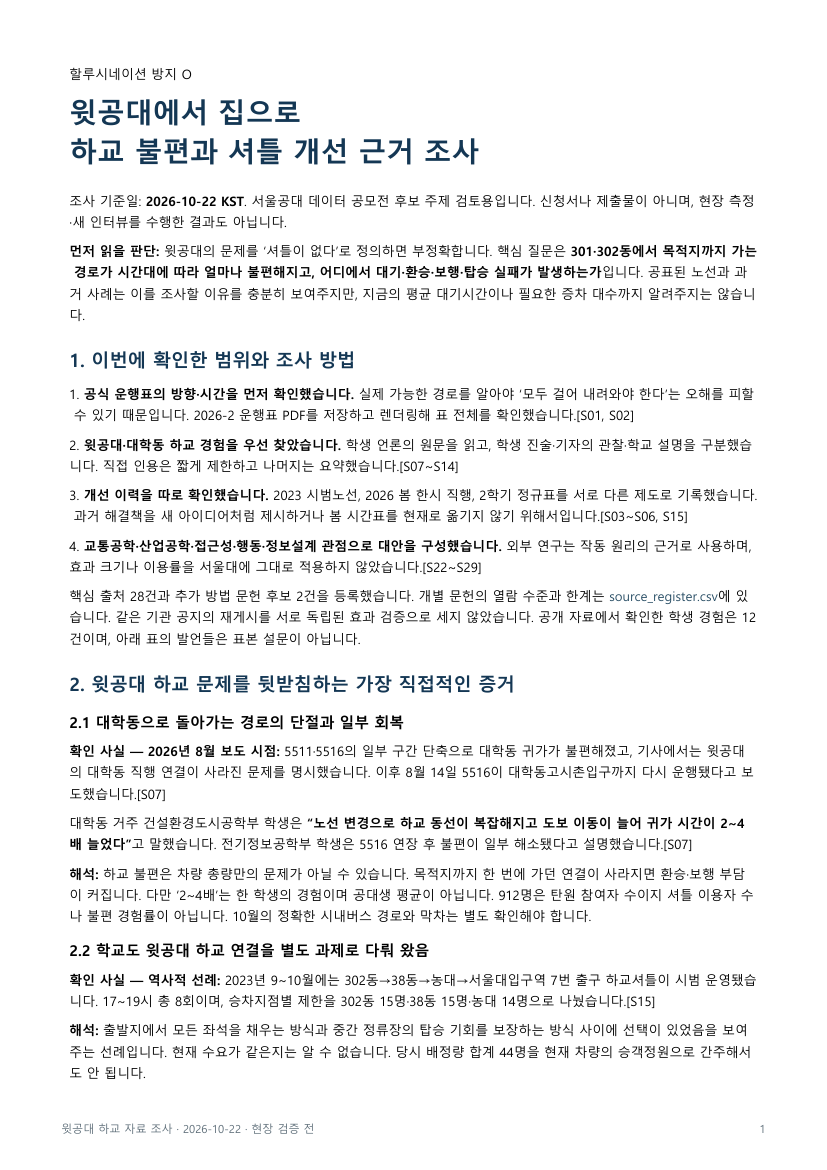 할루시네이션 방지 O
윗공대에서 집으로
하교 불편과 셔틀 개선 근거 조사
조사 기준일: 2026-10-22 KST. 서울공대 데이터 공모전 후보 주제 검토용입니다. 신청서나 제출물이 아니며, 현장 측정
·새 인터뷰를 수행한 결과도 아닙니다.
먼저 읽을 판단: 윗공대의 문제를 ‘셔틀이 없다’로 정의하면 부정확합니다. 핵심 질문은 301·302동에서 목적지까지 가는
경로가 시간대에 따라 얼마나 불편해지고, 어디에서 대기·환승·보행·탑승 실패가 발생하는가입니다. 공표된 노선과 과
거 사례는 이를 조사할 이유를 충분히 보여주지만, 지금의 평균 대기시간이나 필요한 증차 대수까지 알려주지는 않습니
다.
1. 이번에 확인한 범위와 조사 방법
1. 공식 운행표의 방향·시간을 먼저 확인했습니다. 실제 가능한 경로를 알아야 ‘모두 걸어 내려와야 한다’는 오해를 피할
수 있기 때문입니다. 2026-2 운행표 PDF를 저장하고 렌더링해 표 전체를 확인했습니다.[S01, S02]
2. 윗공대·대학동 하교 경험을 우선 찾았습니다. 학생 언론의 원문을 읽고, 학생 진술·기자의 관찰·학교 설명을 구분했습
니다. 직접 인용은 짧게 제한하고 나머지는 요약했습니다.[S07~S14]
3. 개선 이력을 따로 확인했습니다. 2023 시범노선, 2026 봄 한시 직행, 2학기 정규표를 서로 다른 제도로 기록했습니다.
과거 해결책을 새 아이디어처럼 제시하거나 봄 시간표를 현재로 옮기지 않기 위해서입니다.[S03~S06, S15]
4. 교통공학·산업공학·접근성·행동·정보설계 관점으로 대안을 구성했습니다. 외부 연구는 작동 원리의 근거로 사용하며,
효과 크기나 이용률을 서울대에 그대로 적용하지 않았습니다.[S22~S29]
핵심 출처 28건과 추가 방법 문헌 후보 2건을 등록했습니다. 개별 문헌의 열람 수준과 한계는 source_register.csv에 있
습니다. 같은 기관 공지의 재게시를 서로 독립된 효과 검증으로 세지 않았습니다. 공개 자료에서 확인한 학생 경험은 12
건이며, 아래 표의 발언들은 표본 설문이 아닙니다.
2. 윗공대 하교 문제를 뒷받침하는 가장 직접적인 증거
2.1 대학동으로 돌아가는 경로의 단절과 일부 회복
확인 사실 — 2026년 8월 보도 시점: 5511·5516의 일부 구간 단축으로 대학동 귀가가 불편해졌고, 기사에서는 윗공대
의 대학동 직행 연결이 사라진 문제를 명시했습니다. 이후 8월 14일 5516이 대학동고시촌입구까지 다시 운행됐다고 보
도했습니다.[S07]
대학동 거주 건설환경도시공학부 학생은 “노선 변경으로 하교 동선이 복잡해지고 도보 이동이 늘어 귀가 시간이 2~4
배 늘었다”고 말했습니다. 전기정보공학부 학생은 5516 연장 후 불편이 일부 해소됐다고 설명했습니다.[S07]
해석: 하교 불편은 차량 총량만의 문제가 아닐 수 있습니다. 목적지까지 한 번에 가던 연결이 사라지면 환승·보행 부담
이 커집니다. 다만 ‘2~4배’는 한 학생의 경험이며 공대생 평균이 아닙니다. 912명은 탄원 참여자 수이지 셔틀 이용자 수
나 불편 경험률이 아닙니다. 10월의 정확한 시내버스 경로와 막차는 별도 확인해야 합니다.
2.2 학교도 윗공대 하교 연결을 별도 과제로 다뤄 왔음
확인 사실 — 역사적 선례: 2023년 9~10월에는 302동→38동→농대→서울대입구역 7번 출구 하교셔틀이 시범 운영됐습
니다. 17~19시 총 8회이며, 승차지점별 제한을 302동 15명·38동 15명·농대 14명으로 나눴습니다.[S15]
해석: 출발지에서 모든 좌석을 채우는 방식과 중간 정류장의 탑승 기회를 보장하는 방식 사이에 선택이 있었음을 보여
주는 선례입니다. 현재 수요가 같은지는 알 수 없습니다. 당시 배정량 합계 44명을 현재 차량의 승객정원으로 간주해서
도 안 됩니다.
윗공대 하교 자료 조사 · 2026-10-22 · 현장 검증 전
1